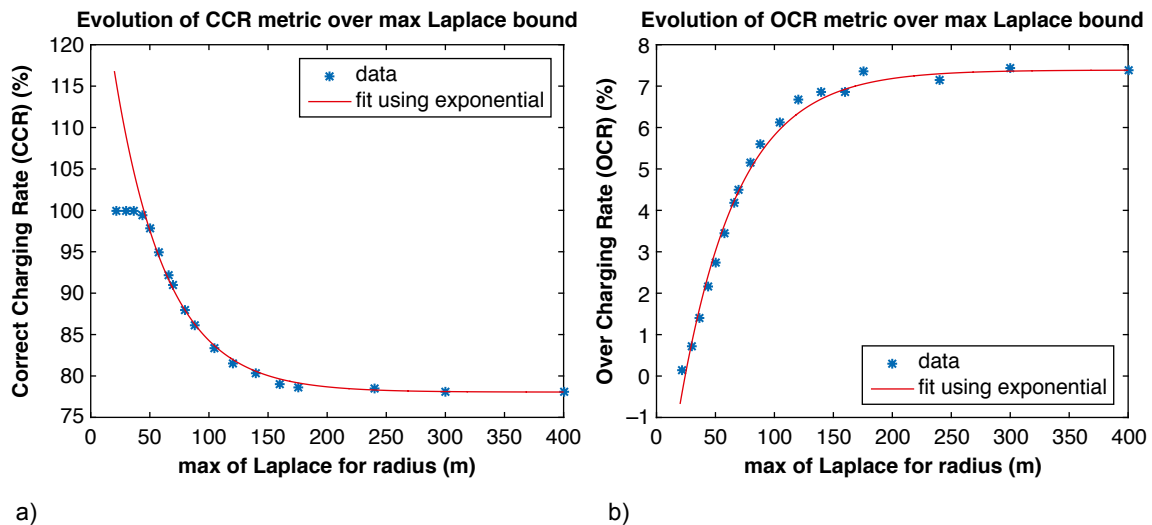 Evolution of CCR metric over max Laplace bound
120
115
110
105
100
95
90
85
80
75
Correct Charging Rate (CCR) (%)
data
fit using exponential
0 50 100 150 200 250 300 350 400
max of Laplace for radius (m)
a)
Evolution of OCR metric over max Laplace bound
8
7
6
5
4
3
2
1
0
−1
Over Charging Rate (OCR) (%)
data
fit using exponential
0 50 100 150 200 250 300 350 400
max of Laplace for radius (m)
b)